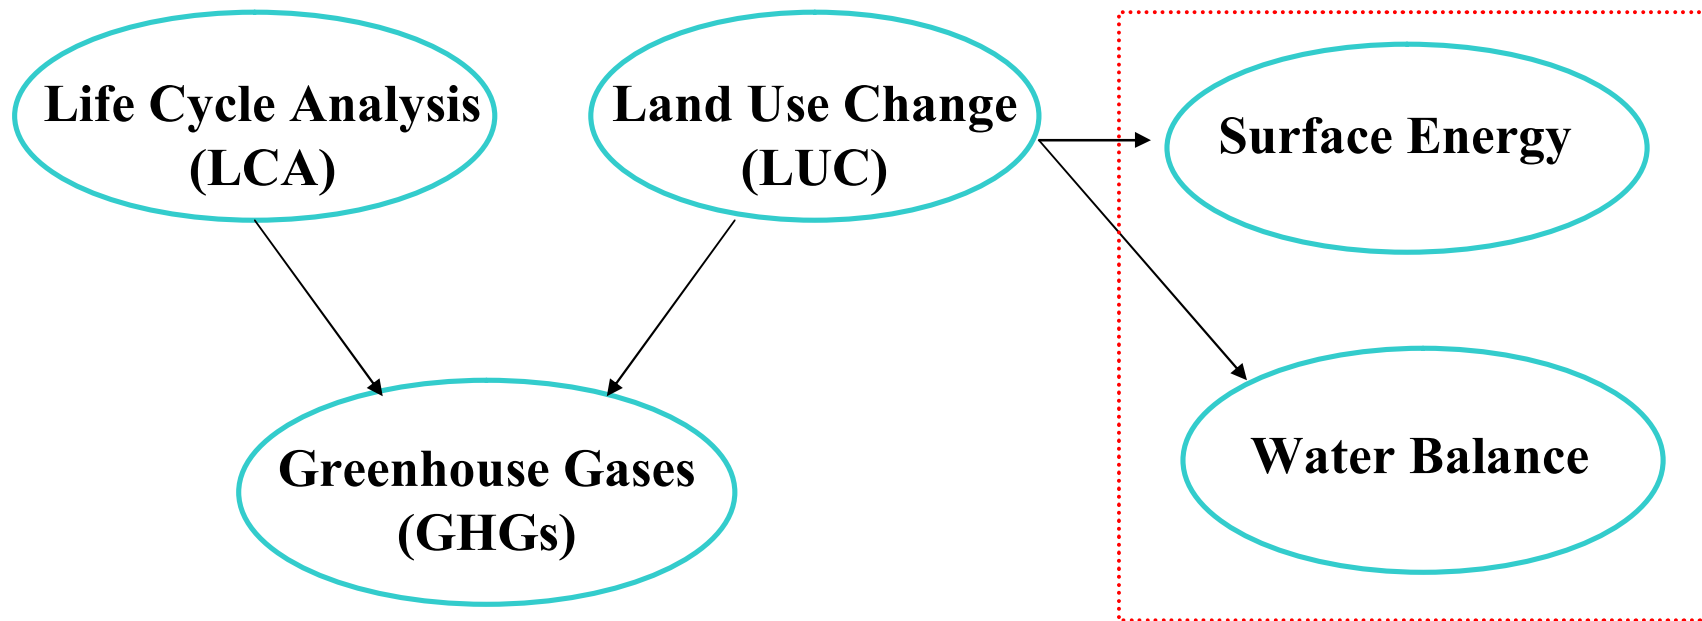 Life Cycle Analysis
(LCA)
Land Use Change
(LUC)
Surface Energy
Greenhouse Gases
(GHGs)
Water Balance